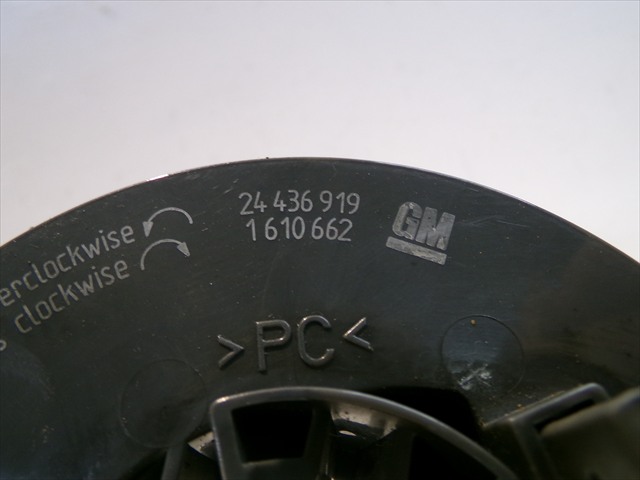 24 436 919
1 610 662
GM
erclockwise
clockwise
>PC<